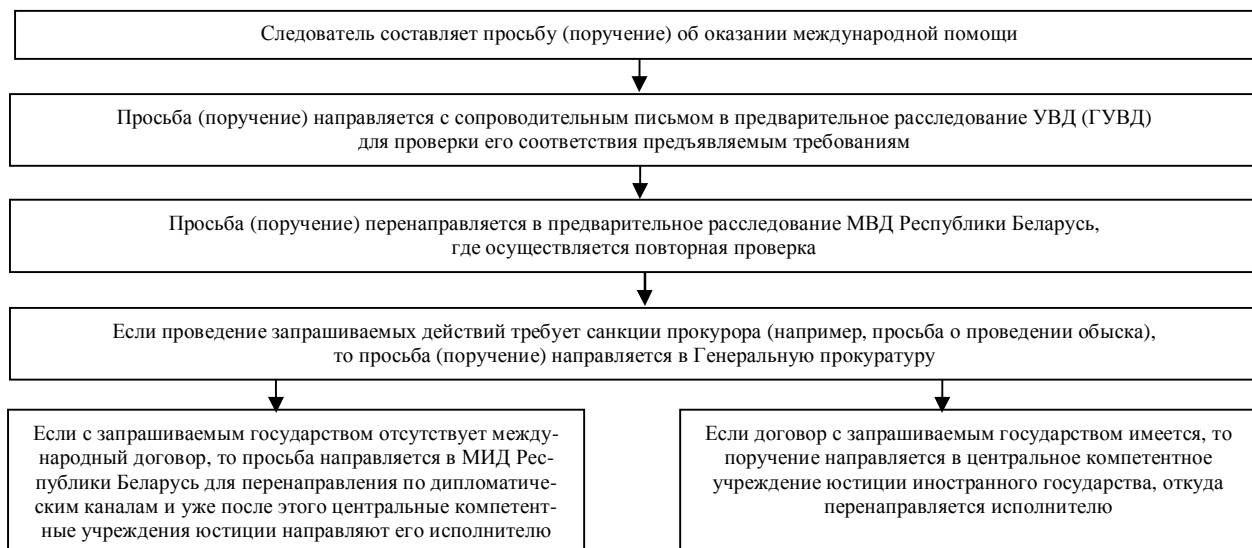 Следователь составляет просьбу (поручение) об оказании международной помощи
Просьба (поручение) направляется с сопроводительным письмом в предварительное расследование УВД (ГУВД)
для проверки его соответствия предъявляемым требованиям
Просьба (поручение) перенаправляется в предварительное расследование МВД Республики Беларусь,
где осуществляется повторная проверка
Если проведение запрашиваемых действий требует санкции прокурора (например, просьба о проведении обыска),
то просьба (поручение) направляется в Генеральную прокуратуру
Если с запрашиваемым государством отсутствует между-
народный договор, то просьба направляется в МИД Рес-
публики Беларусь для перенаправления по дипломатиче-
ским каналам и уже после этого центральные компетент-
ные учреждения юстиции направляют его исполнителю
Если договор с запрашиваемым государством имеется, то
поручение направляется в центральное компетентное
учреждение юстиции иностранного государства, откуда
перенаправляется исполнителю